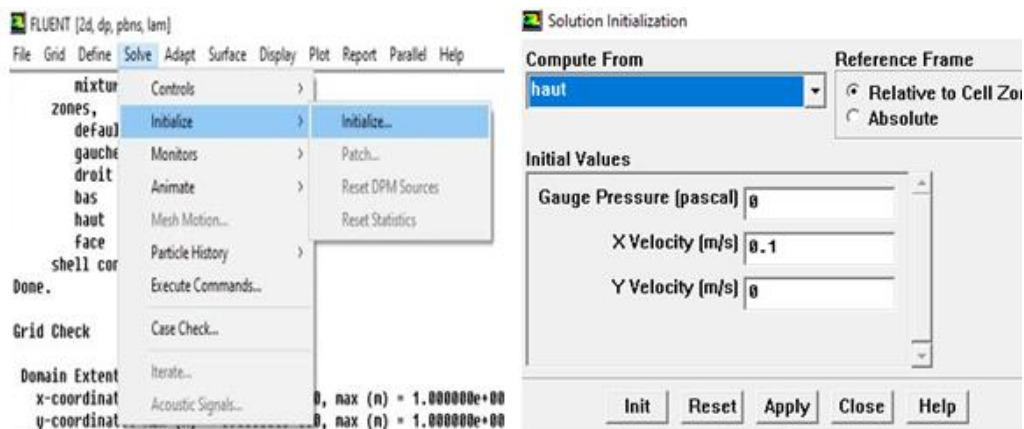 FLUENT [2d, dp, pbns, lam]
File Grid Define Solve Adapt Surface Display Plot Report Parallel Help
mixtur
zones,
defaul
gauche
droit
bas
haut
face
shell cor
Done.
Grid Check
Domain Extent
x-coordinat 0, max (m) = 1.000000e+00
y-coordinat 0, max (m) = 1.000000e+00
Controls
Initialize
Monitors
Animate
Mesh Motion...
Particle History
Execute Commands...
Case Check...
Iterate...
Acoustic Signals...
Initialize...
Patch...
Reset DPM Sources
Reset Statistics
Solution Initialization
Compute From
haut
Reference Frame
Relative to Cell Zon
Absolute
Initial Values
Gauge Pressure (pascal) 0
X Velocity (m/s) 0.1
Y Velocity (m/s) 0
Init Reset Apply Close Help